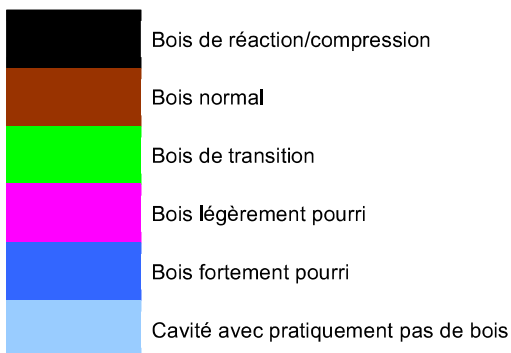 Bois de réaction/compression
Bois normal
Bois de transition
Bois légèrement pourri
Bois fortement pourri
Cavité avec pratiquement pas de bois